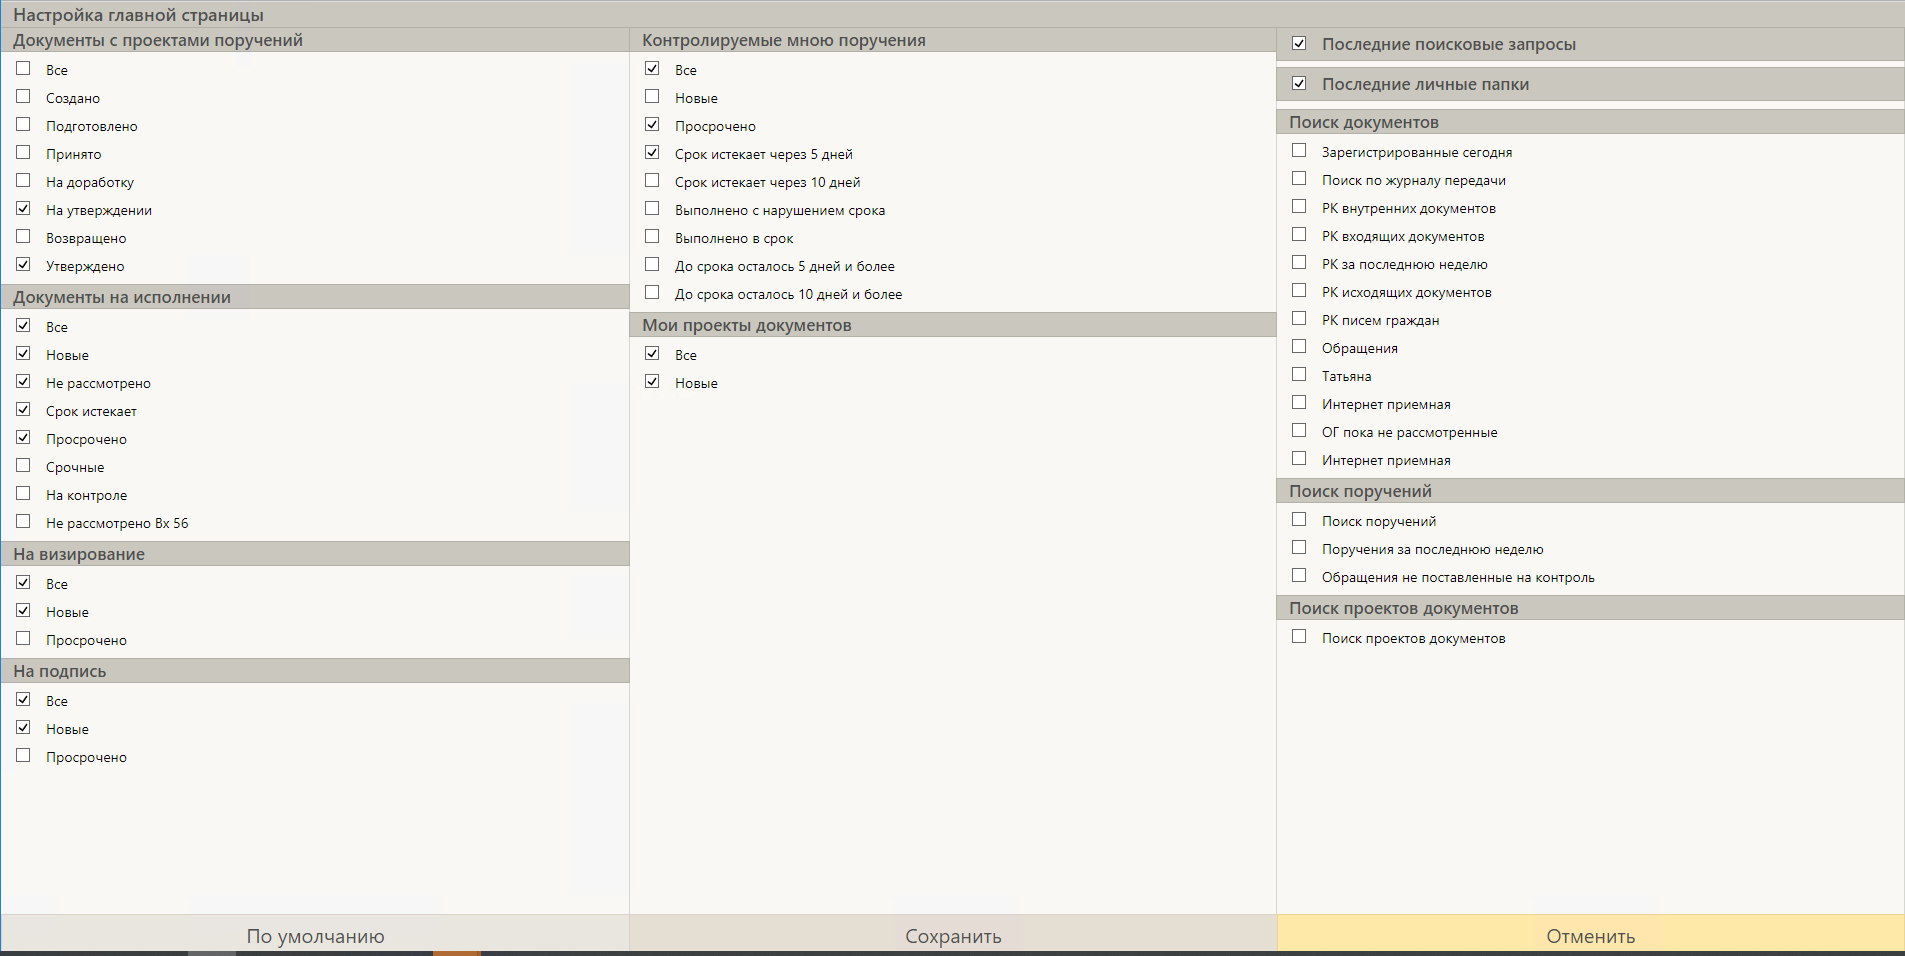 Настройка главной страницы
Документы с проектами поручений
Все
Создано
Подготовлено
Принято
На доработку
На утверждении
Возвращено
Утверждено
Документы на исполнении
Все
Новые
Не рассмотрено
Срок истекает
Просрочено
Срочные
На контроле
Не рассмотрено Вх 56
На визирование
Все
Новые
Просрочено
На подпись
Все
Новые
Просрочено
Контролируемые мною поручения
Все
Новые
Просрочено
Срок истекает через 5 дней
Срок истекает через 10 дней
Выполнено с нарушением срока
Выполнено в срок
До срока осталось 5 дней и более
До срока осталось 10 дней и более
Мои проекты документов
Все
Новые
Последние поисковые запросы
Последние личные папки
Поиск документов
Зарегистрированные сегодня
Поиск по журналу передачи
РК внутренних документов
РК входящих документов
РК за последнюю неделю
РК исходящих документов
РК писем граждан
Обращения
Татьяна
Интернет приемная
ОГ пока не рассмотренные
Интернет приемная
Поиск поручений
Поиск поручений
Поручения за последнюю неделю
Обращения не поставленные на контроль
Поиск проектов документов
Поиск проектов документов
По умолчанию
Сохранить
Отменить